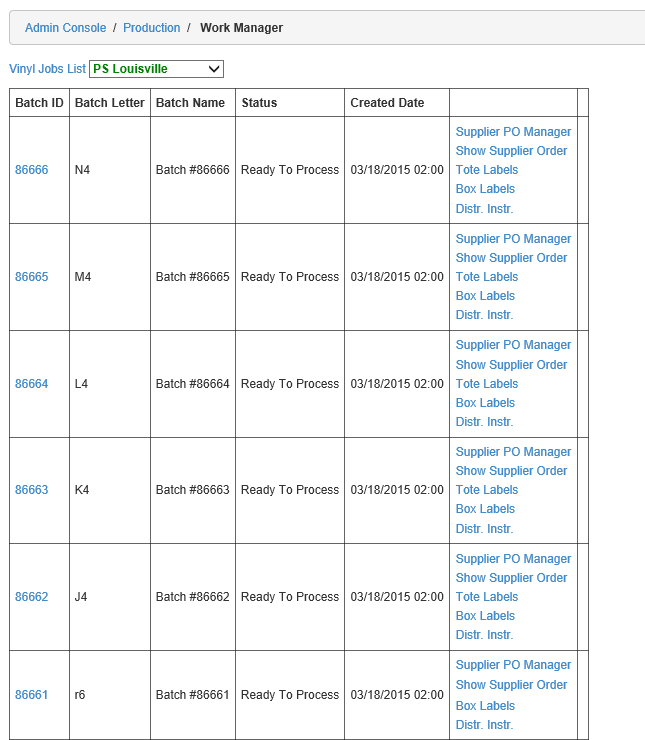 Admin Console / Production / Work Manager
Vinyl Jobs List PS Louisville
Batch ID Batch Letter Batch Name Status Created Date
86666 N4 Batch #86666 Ready To Process 03/18/2015 02:00
Supplier PO Manager
Show Supplier Order
Tote Labels
Box Labels
Distr. Instr.
86665 M4 Batch #86665 Ready To Process 03/18/2015 02:00
Supplier PO Manager
Show Supplier Order
Tote Labels
Box Labels
Distr. Instr.
86664 L4 Batch #86664 Ready To Process 03/18/2015 02:00
Supplier PO Manager
Show Supplier Order
Tote Labels
Box Labels
Distr. Instr.
86663 K4 Batch #86663 Ready To Process 03/18/2015 02:00
Supplier PO Manager
Show Supplier Order
Tote Labels
Box Labels
Distr. Instr.
86662 J4 Batch #86662 Ready To Process 03/18/2015 02:00
Supplier PO Manager
Show Supplier Order
Tote Labels
Box Labels
Distr. Instr.
86661 r6 Batch #86661 Ready To Process 03/18/2015 02:00
Supplier PO Manager
Show Supplier Order
Box Labels
Distr. Instr.